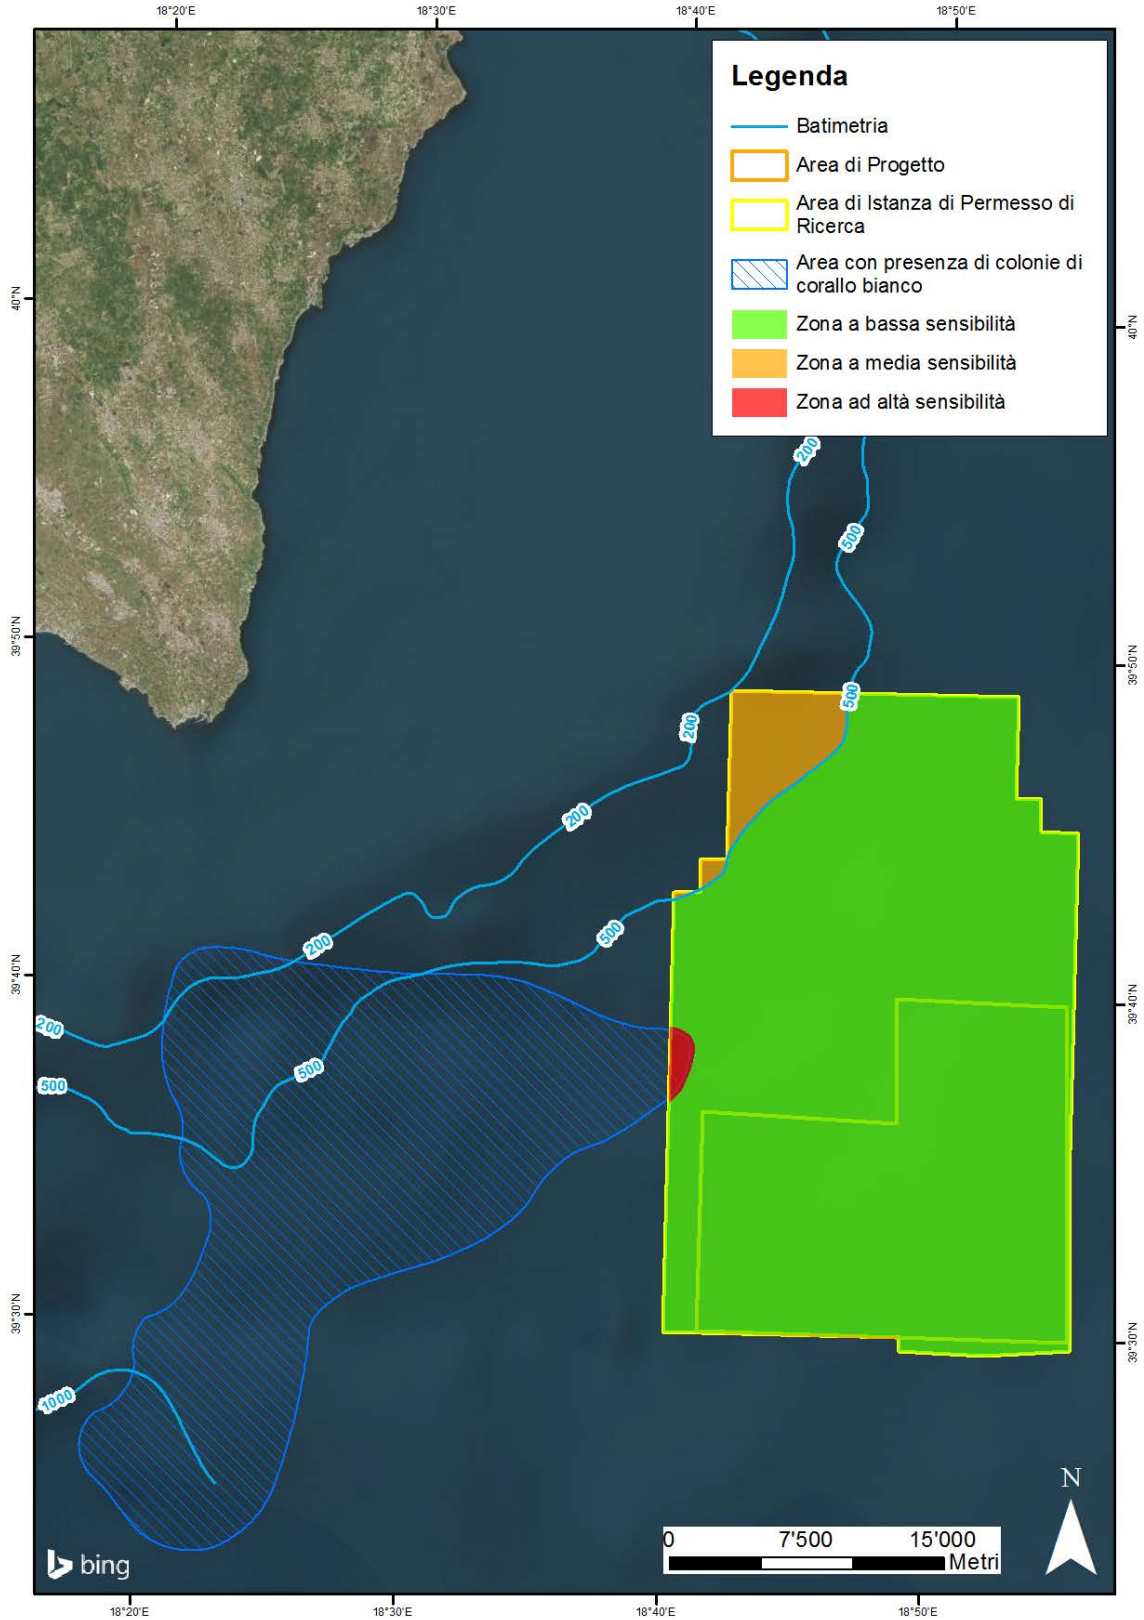 18°20'E 18°30'E 18°40'E 18°50'E
Legenda
Batimetria
Area di Progetto
Area di Istanza di Permesso di
Ricerca
Area con presenza di colonie di
corallo bianco
Zona a bassa sensibilità
Zona a media sensibilità
Zona ad altà sensibilità
40°N
40°N
200
500
39°50'N
39°50'N
500
200
200
500
200
39°40'N
39°40'N
200
500
500
39°30'N
39°30'N
1000
N
0 7'500 15'000
Metri
bing
18°20'E 18°30'E 18°40'E 18°50'E